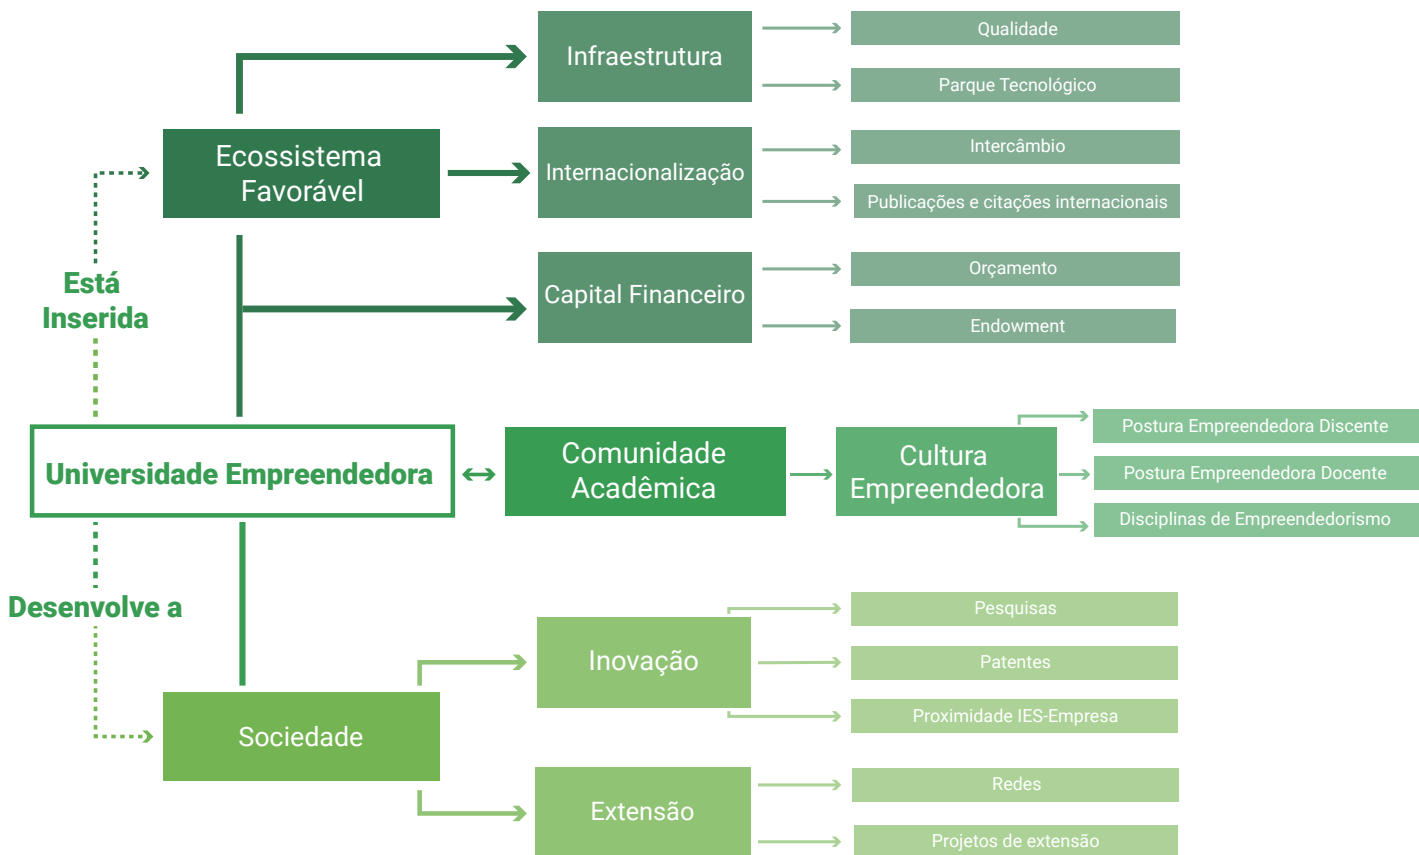 Infraestrutura
Qualidade
Parque Tecnológico
Ecossistema
Favorável
Internacionalização
Intercâmbio
Publicações e citações internacionais
Está
Inserida
Capital Financeiro
Orçamento
Endowment
Universidade Empreendedora
Comunidade
Acadêmica
Cultura
Empreendedora
Postura Empreendedora Discente
Postura Empreendedora Docente
Disciplinas de Empreendedorismo
Desenvolve a
Sociedade
Inovação
Pesquisas
Patentes
Proximidade IES-Empresa
Extensão
Redes
Projetos de extensão